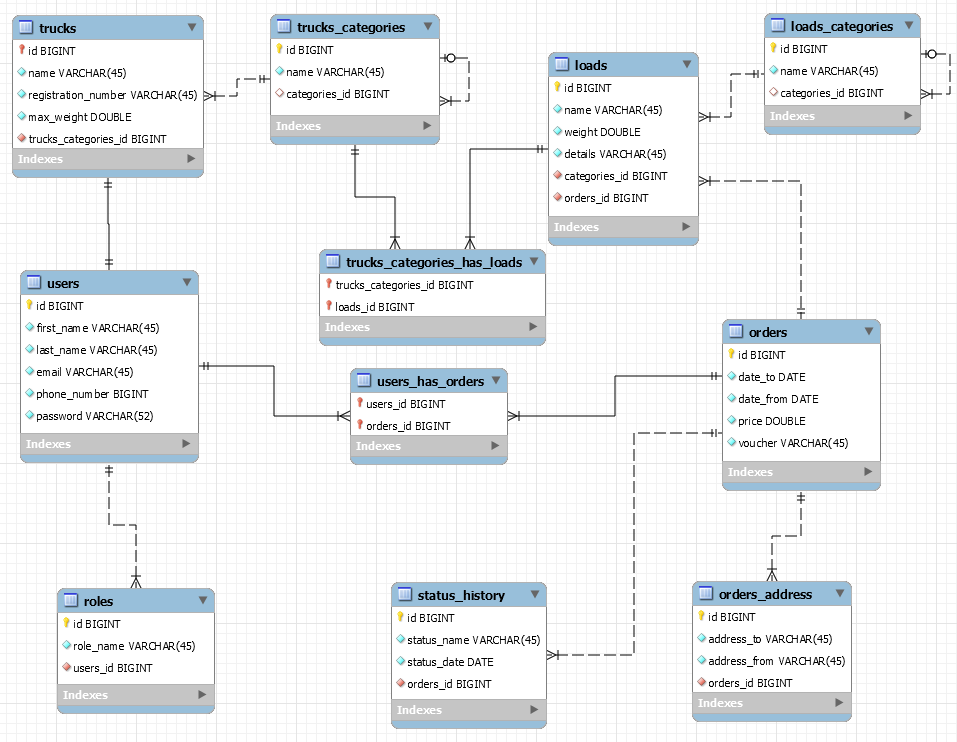 trucks
id BIGINT
name VARCHAR(45)
registration_number VARCHAR(45)
max_weight DOUBLE
trucks_categories_id BIGINT
Indexes
trucks_categories
id BIGINT
name VARCHAR(45)
categories_id BIGINT
Indexes
loads
id BIGINT
name VARCHAR(45)
weight DOUBLE
details VARCHAR(45)
categories_id BIGINT
orders_id BIGINT
Indexes
loads_categories
id BIGINT
name VARCHAR(45)
categories_id BIGINT
Indexes
trucks_categories_has_loads
trucks_categories_id BIGINT
loads_id BIGINT
Indexes
users
id BIGINT
first_name VARCHAR(45)
last_name VARCHAR(45)
email VARCHAR(45)
phone_number BIGINT
password VARCHAR(52)
Indexes
users_has_orders
users_id BIGINT
orders_id BIGINT
Indexes
orders
id BIGINT
date_to DATE
date_from DATE
price DOUBLE
voucher VARCHAR(45)
Indexes
roles
id BIGINT
role_name VARCHAR(45)
users_id BIGINT
Indexes
status_history
id BIGINT
status_name VARCHAR(45)
status_date DATE
orders_id BIGINT
Indexes
orders_address
id BIGINT
address_to VARCHAR(45)
address_from VARCHAR(45)
orders_id BIGINT
Indexes